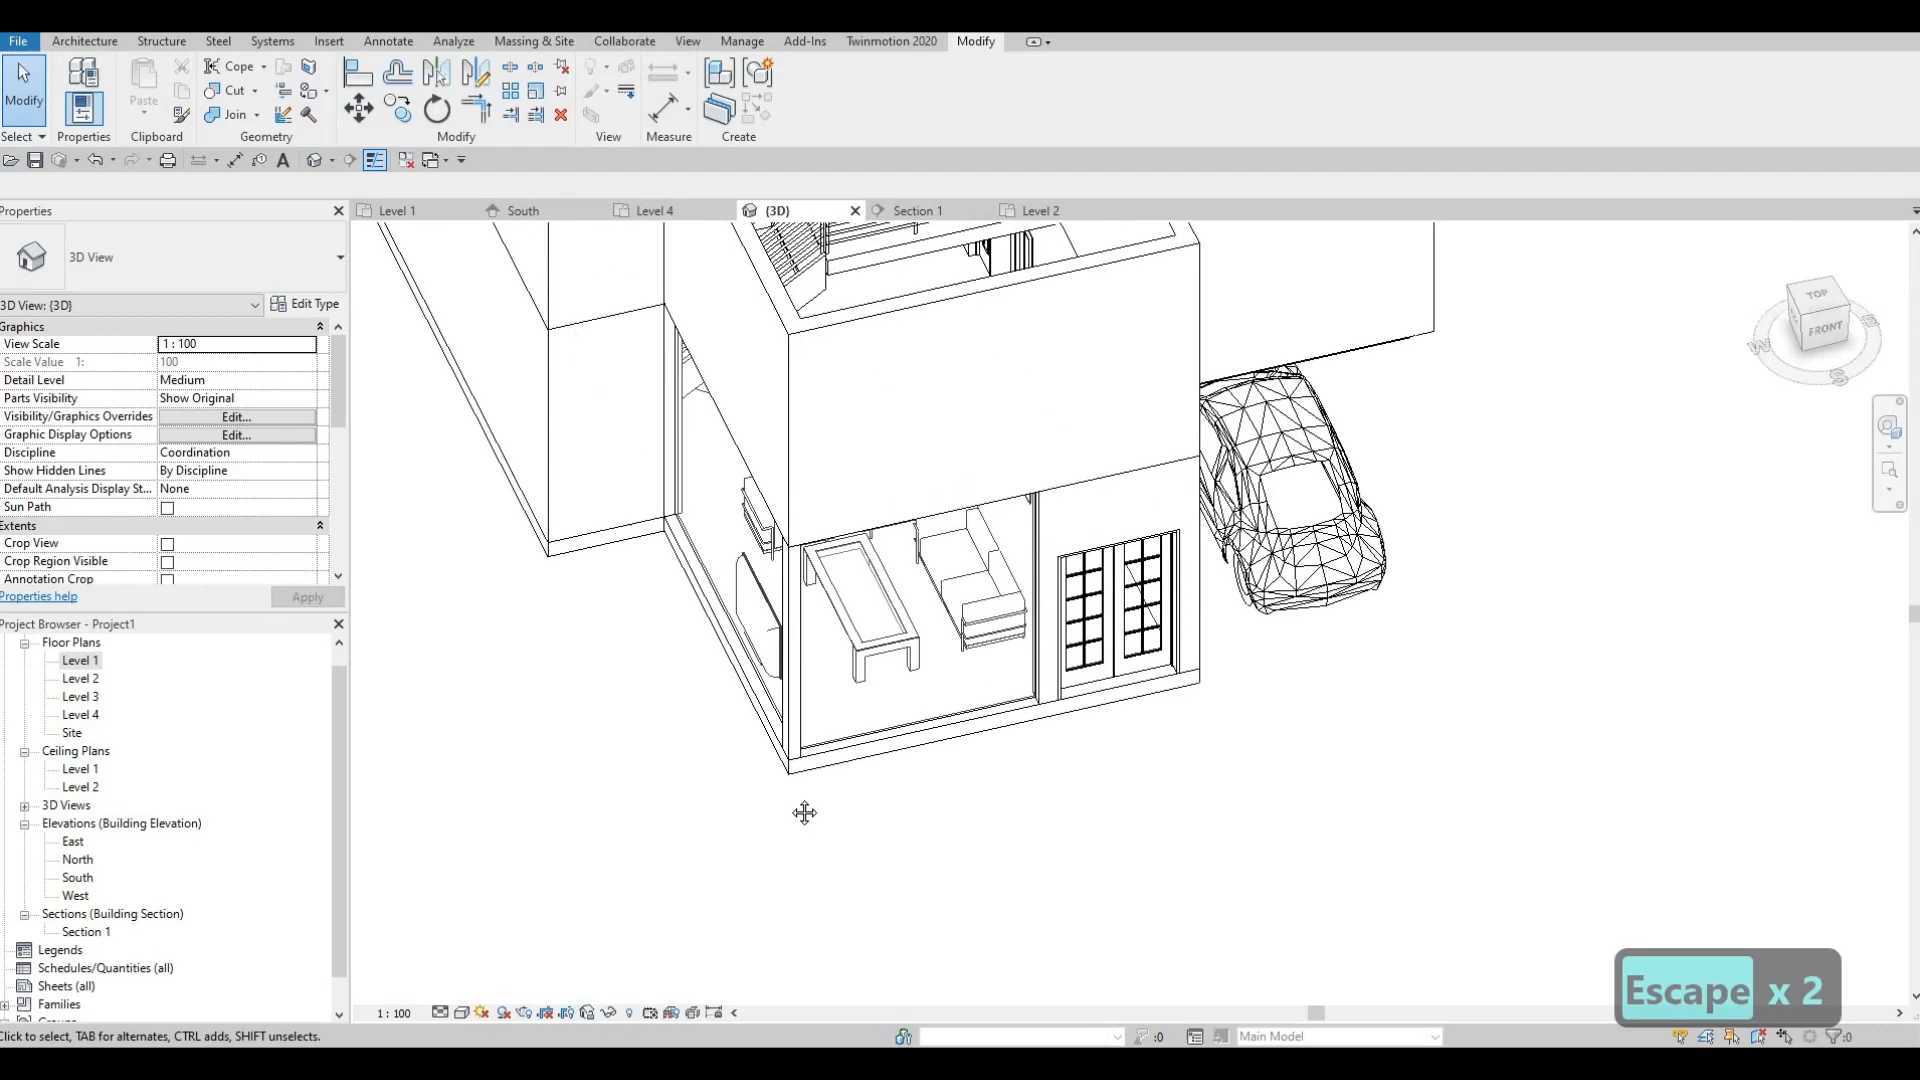 File Architecture Structure Steel Systems Insert Annotate Analyze Massing & Site Collaborate View Manage Add-Ins Twinmotion 2020 Modify
Modify Paste Cope
Cut
Join
Select Properties Clipboard Geometry Modify View Measure Create
A
Properties
Level 1 South Level 4 {3D} Section 1 Level 2
3D View
3D View: {3D} Edit Type
Graphics
View Scale 1 : 100
Scale Value 1: 100
Detail Level Medium
Parts Visibility Show Original
Visibility/Graphics Overrides Edit...
Graphic Display Options Edit...
Discipline Coordination
Show Hidden Lines By Discipline
Default Analysis Display St... None
Sun Path
Extents
Crop View
Crop Region Visible
Annotation Crop
Properties help Apply
Project Browser - Project1
Floor Plans
Level 1
Level 2
Level 3
Level 4
Site
Ceiling Plans
Level 1
Level 2
3D Views
Elevations (Building Elevation)
East
North
South
West
Sections (Building Section)
Section 1
Legends
Schedules/Quantities (all)
Sheets (all)
Families
TOP
FRONT
W
S
E
Escape x 2
1 : 100
Click to select, TAB for alternates, CTRL adds, SHIFT unselects. :0 Main Model :0